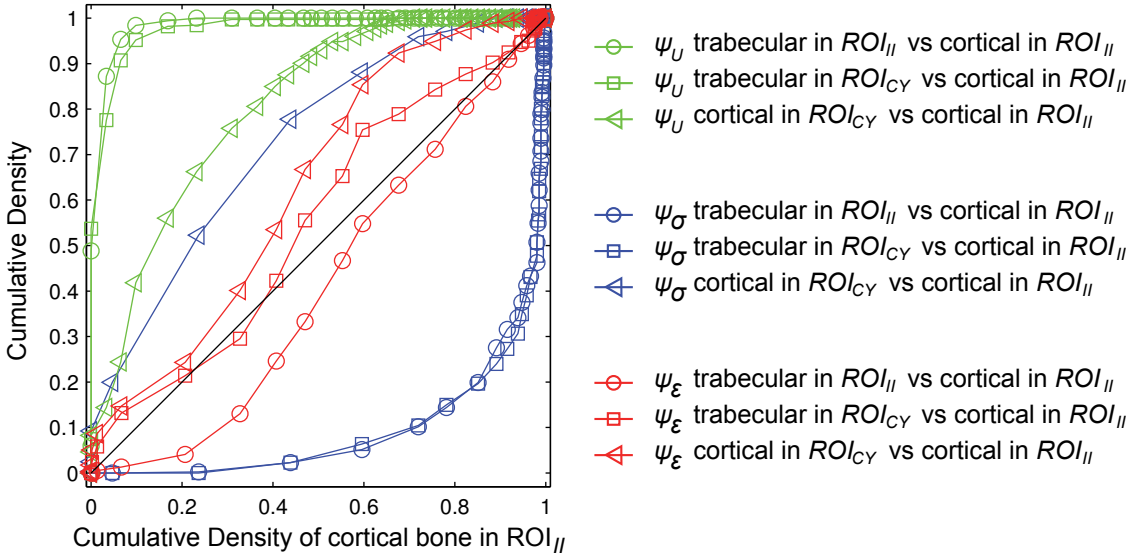 1
0.9
0.8
0.7
0.6
0.5
0.4
0.3
0.2
0.1
0
0 0.2 0.4 0.6 0.8 1
Cumulative Density
Cumulative Density of cortical bone in ROI_II
ψ_U trabecular in ROI_II vs cortical in ROI_II
ψ_U trabecular in ROI_CY vs cortical in ROI_II
ψ_U cortical in ROI_CY vs cortical in ROI_II
ψ_σ trabecular in ROI_II vs cortical in ROI_II
ψ_σ trabecular in ROI_CY vs cortical in ROI_II
ψ_σ cortical in ROI_CY vs cortical in ROI_II
ψ_ε trabecular in ROI_II vs cortical in ROI_II
ψ_ε trabecular in ROI_CY vs cortical in ROI_II
ψ_ε cortical in ROI_CY vs cortical in ROI_II